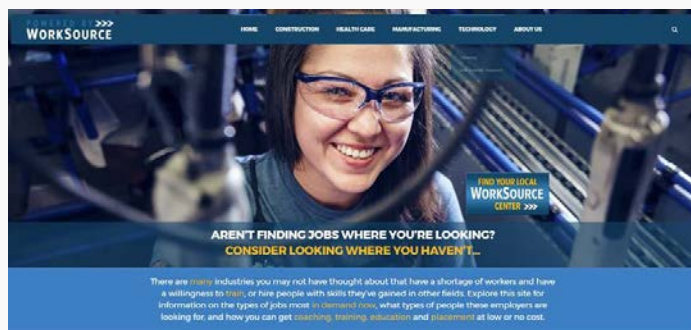 POWERED BY >>>
WORKSOURCE
HOME CONSTRUCTION HEALTH CARE MANUFACTURING TECHNOLOGY ABOUT US
FIND YOUR LOCAL
WORKSOURCE
CENTER >>>
AREN'T FINDING JOBS WHERE YOU'RE LOOKING?
CONSIDER LOOKING WHERE YOU HAVEN'T...
There are many industries you may not have thought about that have a shortage of workers and have
a willingness to train, or hire people with skills they've gained in other fields. Explore this site for
information on the types of jobs most in demand now, what types of people these employers are
looking for, and how you can get coaching, training, education and placement at low or no cost.